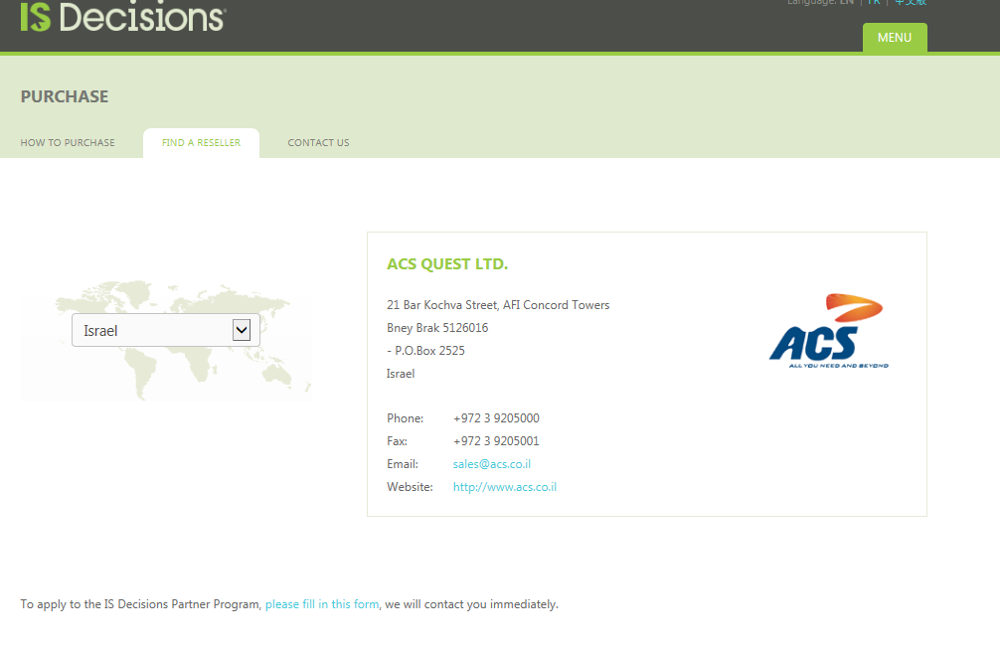 IS Decisions
Language: EN | FR | 中文版
MENU
PURCHASE
HOW TO PURCHASE
FIND A RESELLER
CONTACT US
Israel
ACS QUEST LTD.
21 Bar Kochva Street, AFI Concord Towers
Bney Brak 5126016
- P.O.Box 2525
Israel
Phone: +972 3 9205000
Fax: +972 3 9205001
Email: sales@acs.co.il
Website: http://www.acs.co.il
ACS
ALL YOU NEED AND BEYOND
To apply to the IS Decisions Partner Program, please fill in this form, we will contact you immediately.